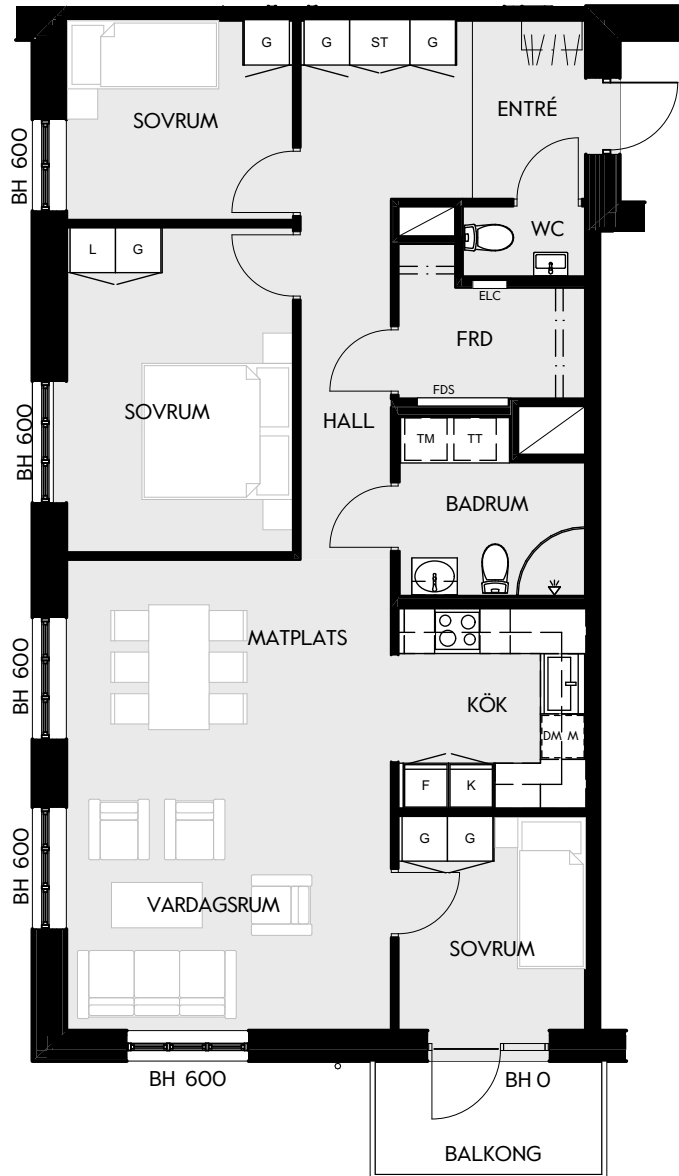 G
G
ST
G
ENTRÉ
SOVRUM
BH 600
WC
L
G
ELC
FRD
FDS
SOVRUM
HALL
BH 600
TM
TT
BADRUM
MATPLATS
BH 600
KÖK
DM
M
F
K
G
G
BH 600
VARDAGSRUM
SOVRUM
BH 600
BH 0
BALKONG